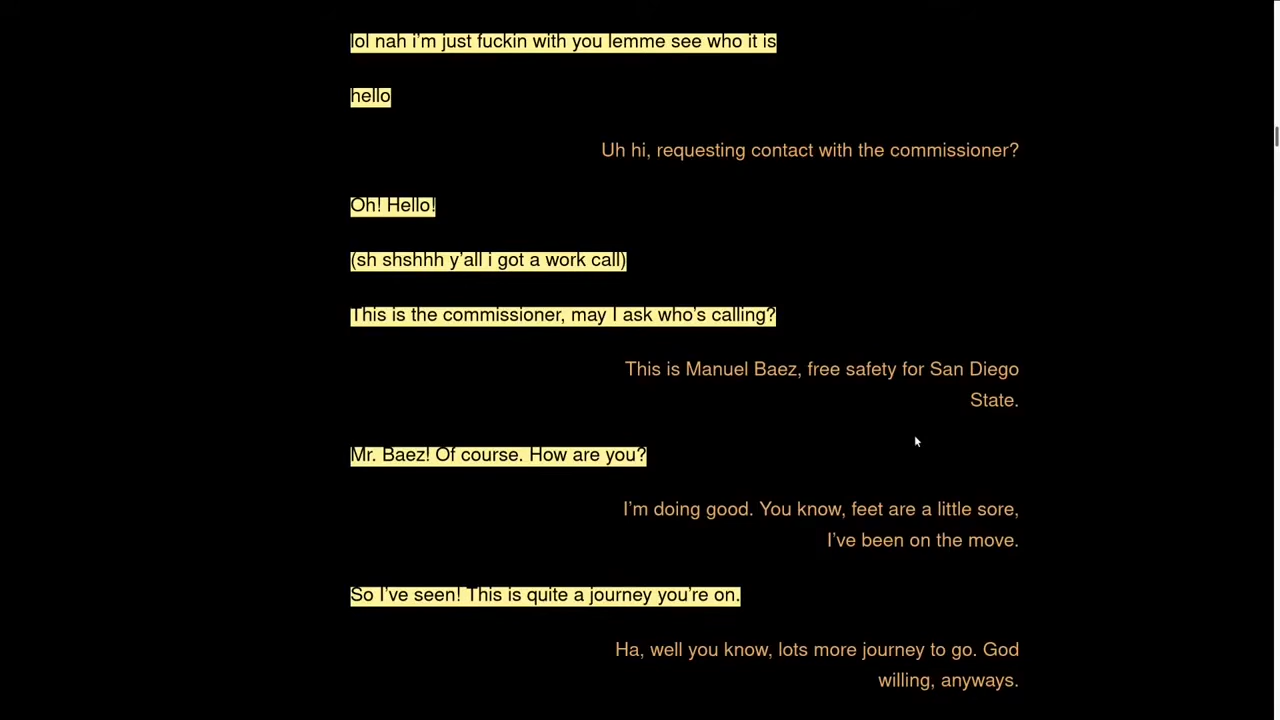 lol nah i’m just fuckin with you lemme see who it is
hello
Uh hi, requesting contact with the commissioner?
Oh! Hello!
(sh shshhh y’all i got a work call)
This is the commissioner, may I ask who’s calling?
This is Manuel Baez, free safety for San Diego
State.
Mr. Baez! Of course. How are you?
I’m doing good. You know, feet are a little sore,
I’ve been on the move.
So I’ve seen! This is quite a journey you’re on.
Ha, well you know, lots more journey to go. God
willing, anyways.